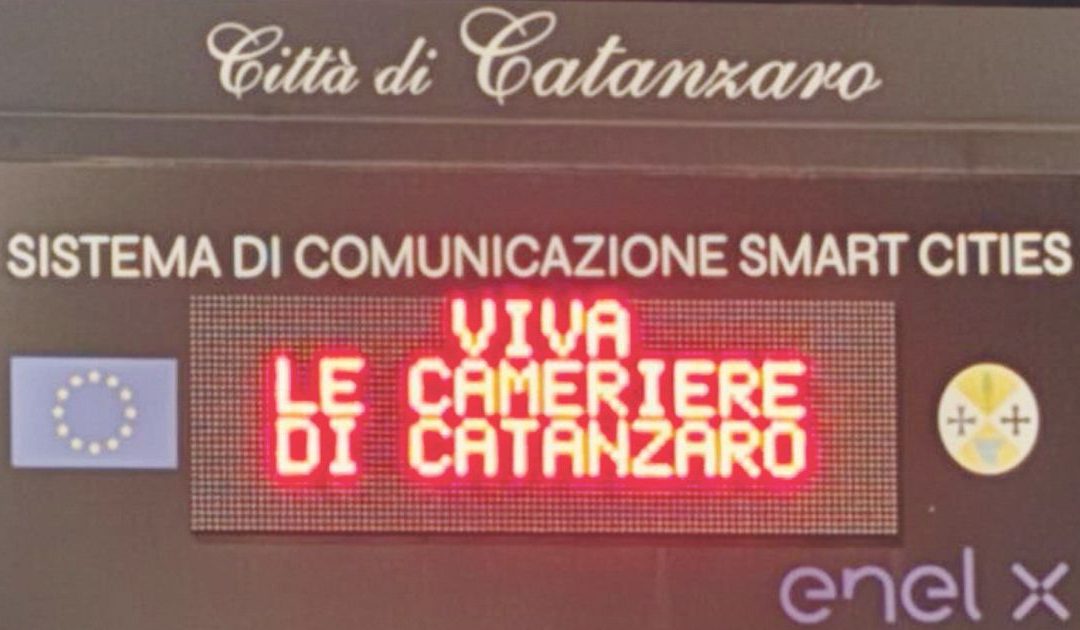 Città di Catanzaro
SISTEMA DI COMUNICAZIONE SMART CITIES
VIVA
LE CAMERIERE
DI CATANZARO
enel x